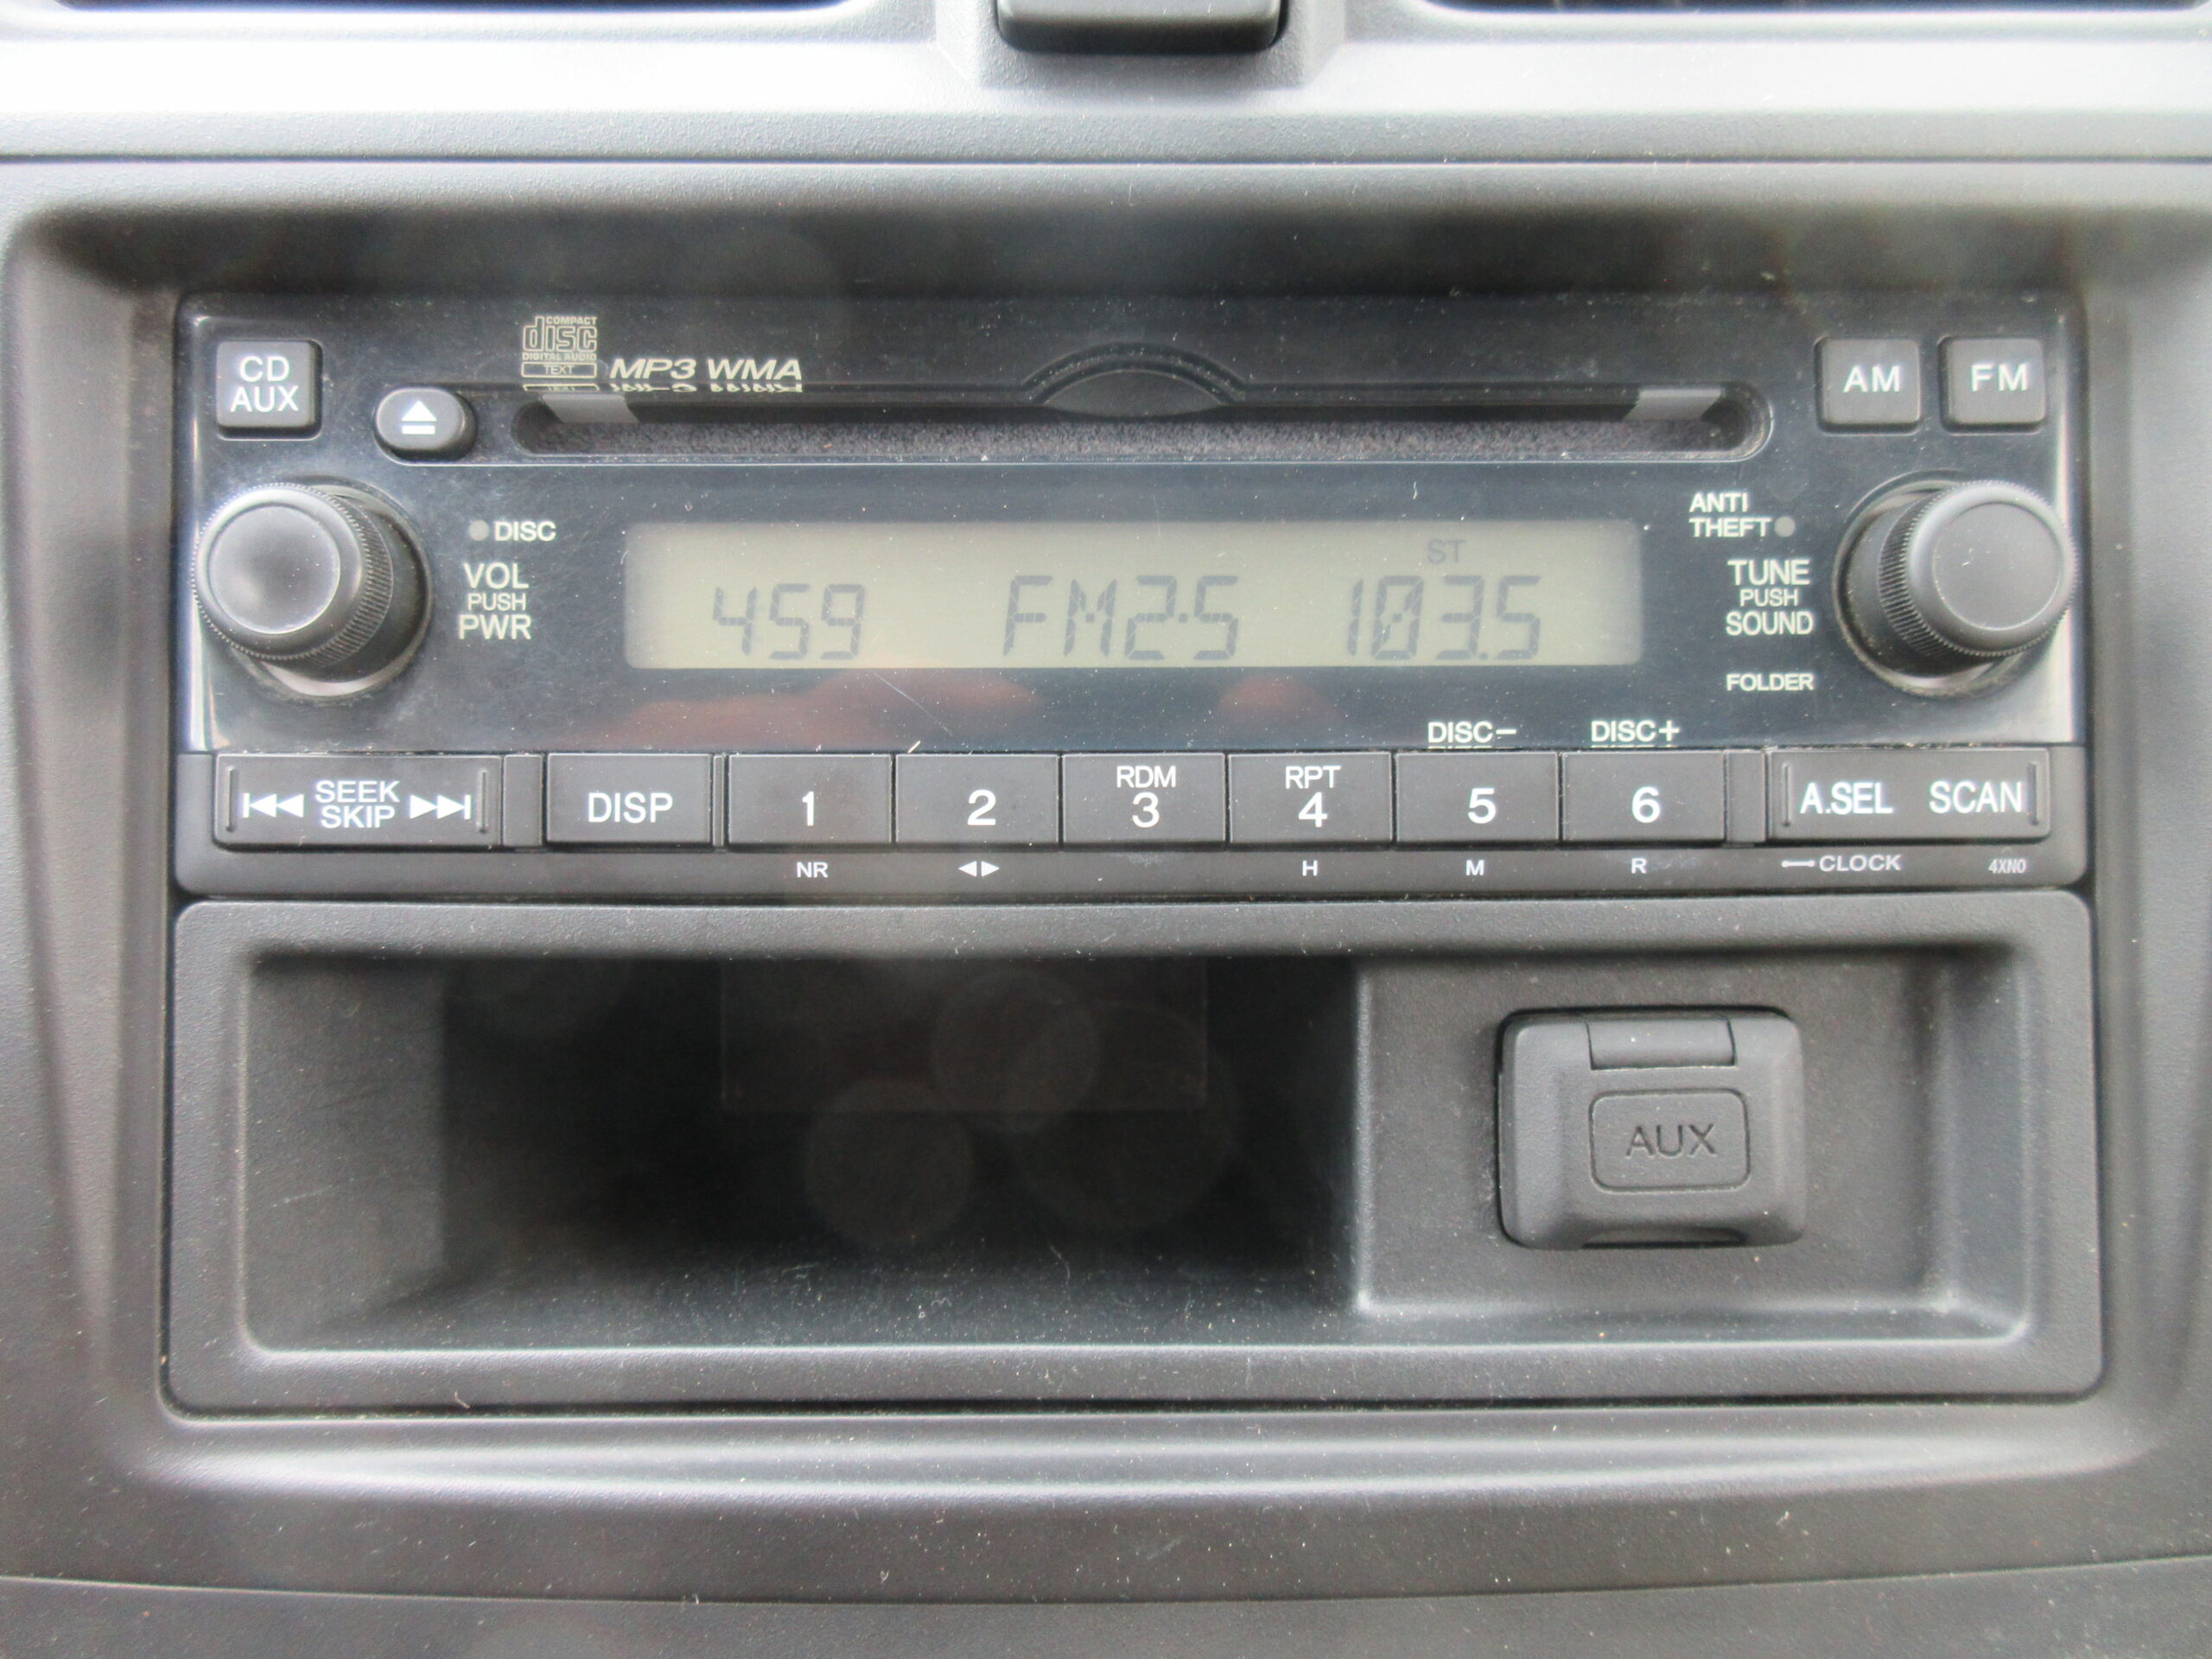 COMPACT
disc
DIGITAL AUDIO
TEXT
MP3 WMA
CD
AUX
AM
FM
DISC
VOL
PUSH
PWR
ST
459 FM2·5 103.5
ANTI
THEFT
TUNE
PUSH
SOUND
FOLDER
DISC−
DISC+
SEEK
SKIP
DISP
1
2
RDM
3
RPT
4
5
6
A.SEL SCAN
NR
H
M
R
CLOCK
4XN0
AUX